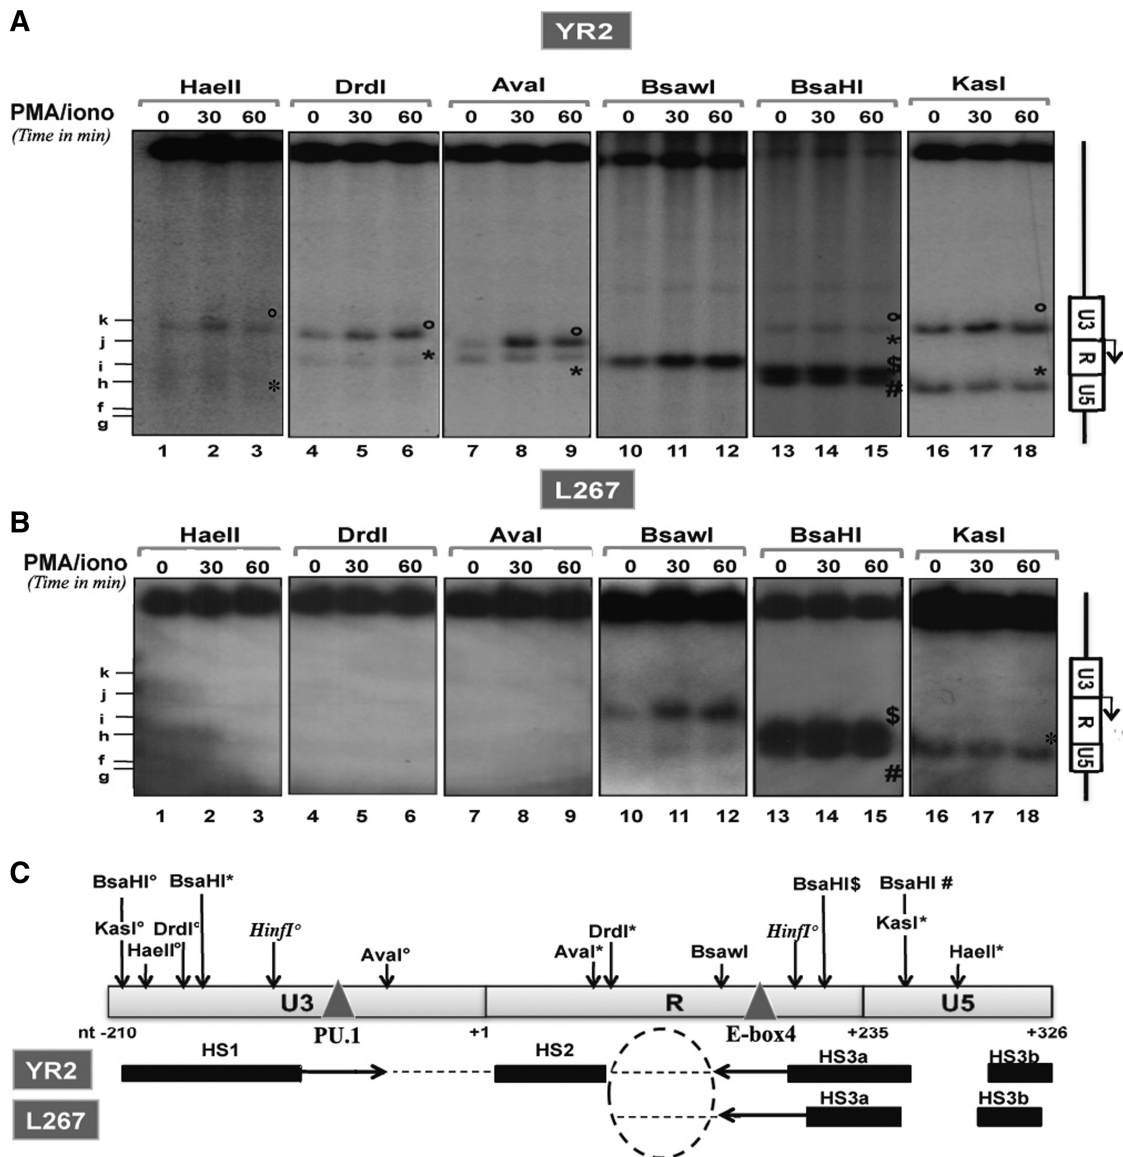 A
YR2
HaeII DrdI AvaI BsawI BsaHI KasI
PMA/iono 0 30 60 0 30 60 0 30 60 0 30 60 0 30 60 0 30 60
(Time in min)
k
j
i
h
f
g
° * ° * ° * ° * $ # ° *
U3
R
U5
1 2 3 4 5 6 7 8 9 10 11 12 13 14 15 16 17 18
L267
B
HaeII DrdI AvaI BsawI BsaHI KasI
PMA/iono 0 30 60 0 30 60 0 30 60 0 30 60 0 30 60 0 30 60
(Time in min)
k
j
i
h
f
g
$ # *
U3
R
U5
1 2 3 4 5 6 7 8 9 10 11 12 13 14 15 16 17 18
C
BsaHI° BsaHI* BsaHI$ BsaHI #
KasI° DrdI° HinfI° DrdI* HinfI° KasI*
HaeII° AvaI° AvaI* BsawI HaeII*
U3 R U5
nt -210 PU.1 +1 E-box4 +235 +326
YR2 HS1 HS2 HS3a HS3b
L267 HS3a HS3b